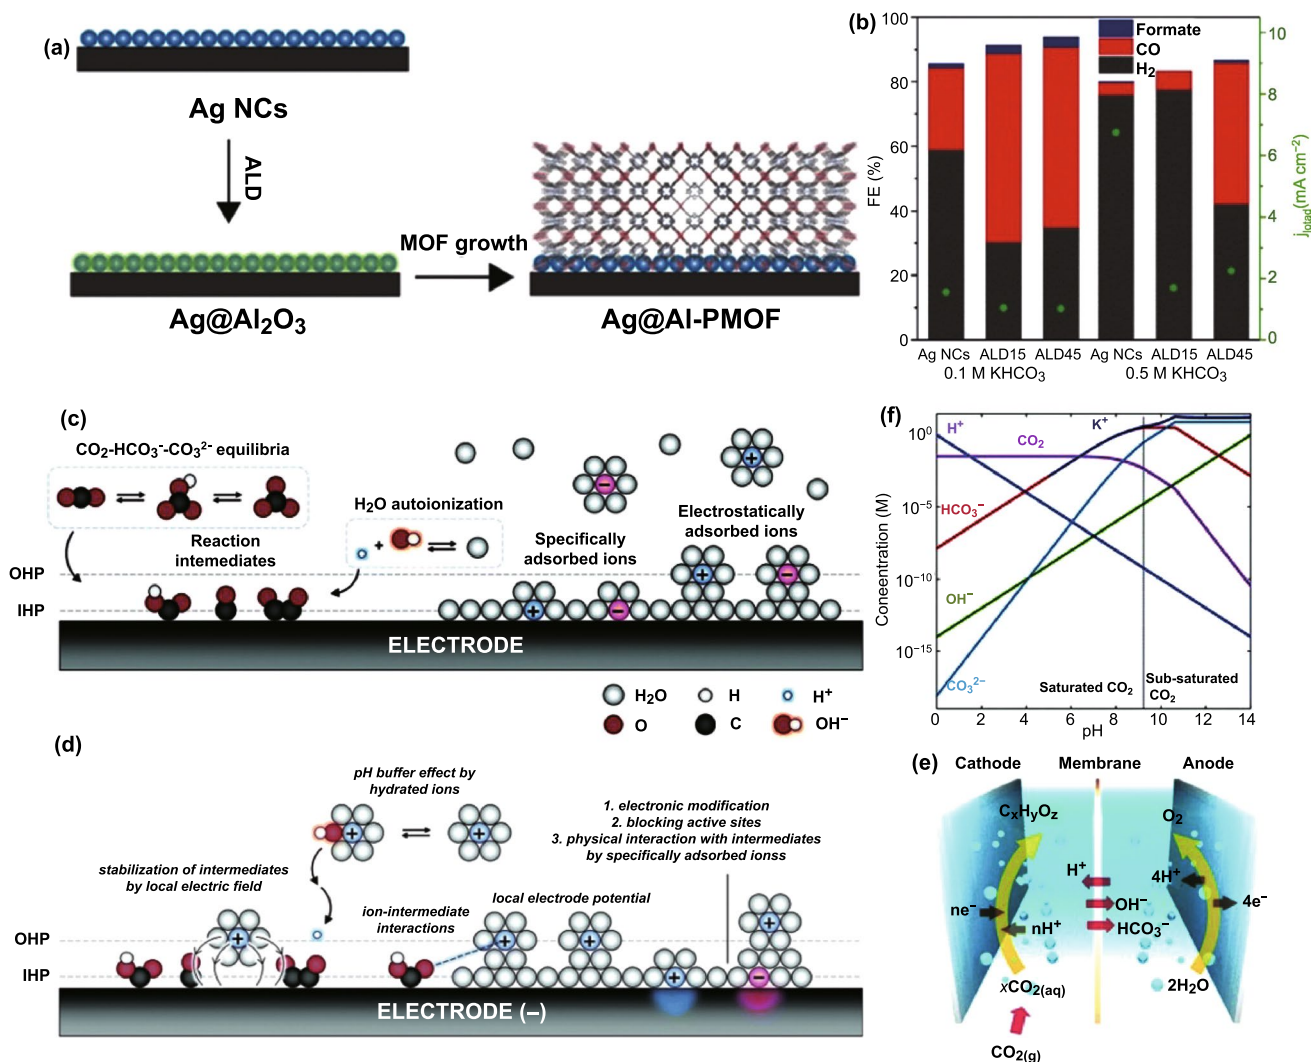 (a)
Ag NCs
ALD
MOF growth
Ag@Al₂O₃
Ag@Al-PMOF
(b)
Formate
CO
H₂
FE (%)
100
80
60
40
20
0
10
8
6
4
2
0
jₗₒₜₐd(mA cm⁻²)
Ag NCs ALD15 ALD45 Ag NCs ALD15 ALD45
0.1 M KHCO₃ 0.5 M KHCO₃
(c)
CO₂-HCO₃⁻-CO₃²⁻ equilibria
H₂O autoionization
+
Reaction
intemediates
Specifically
adsorbed ions
Electrostatically
adsorbed ions
+
−
+
−
+
−
OHP
IHP
ELECTRODE
H₂O H H⁺
O C OH⁻
(d)
pH buffer effect by
hydrated ions
+
+
1. electronic modification
2. blocking active sites
3. physical interaction with intermediates
by specifically adsorbed ionss
stabilization of intermediates
by local electric field
ion-intermediate
interactions
local electrode potential
+
+
+
+
+
−
OHP
IHP
ELECTRODE (–)
(f)
H⁺
CO₂
K⁺
HCO₃⁻
OH⁻
CO₃²⁻
Saturated CO₂
Sub-saturated
CO₂
Conentration (M)
10⁰
10⁻⁵
10⁻¹⁰
10⁻¹⁵
0 2 4 6 8 10 12 14
pH
(e)
Cathode Membrane Anode
CₓHyOz
O₂
H⁺
4H⁺
OH⁻
4e⁻
ne⁻
nH⁺
HCO₃⁻
xCO₂(aq)
2H₂O
CO₂(g)